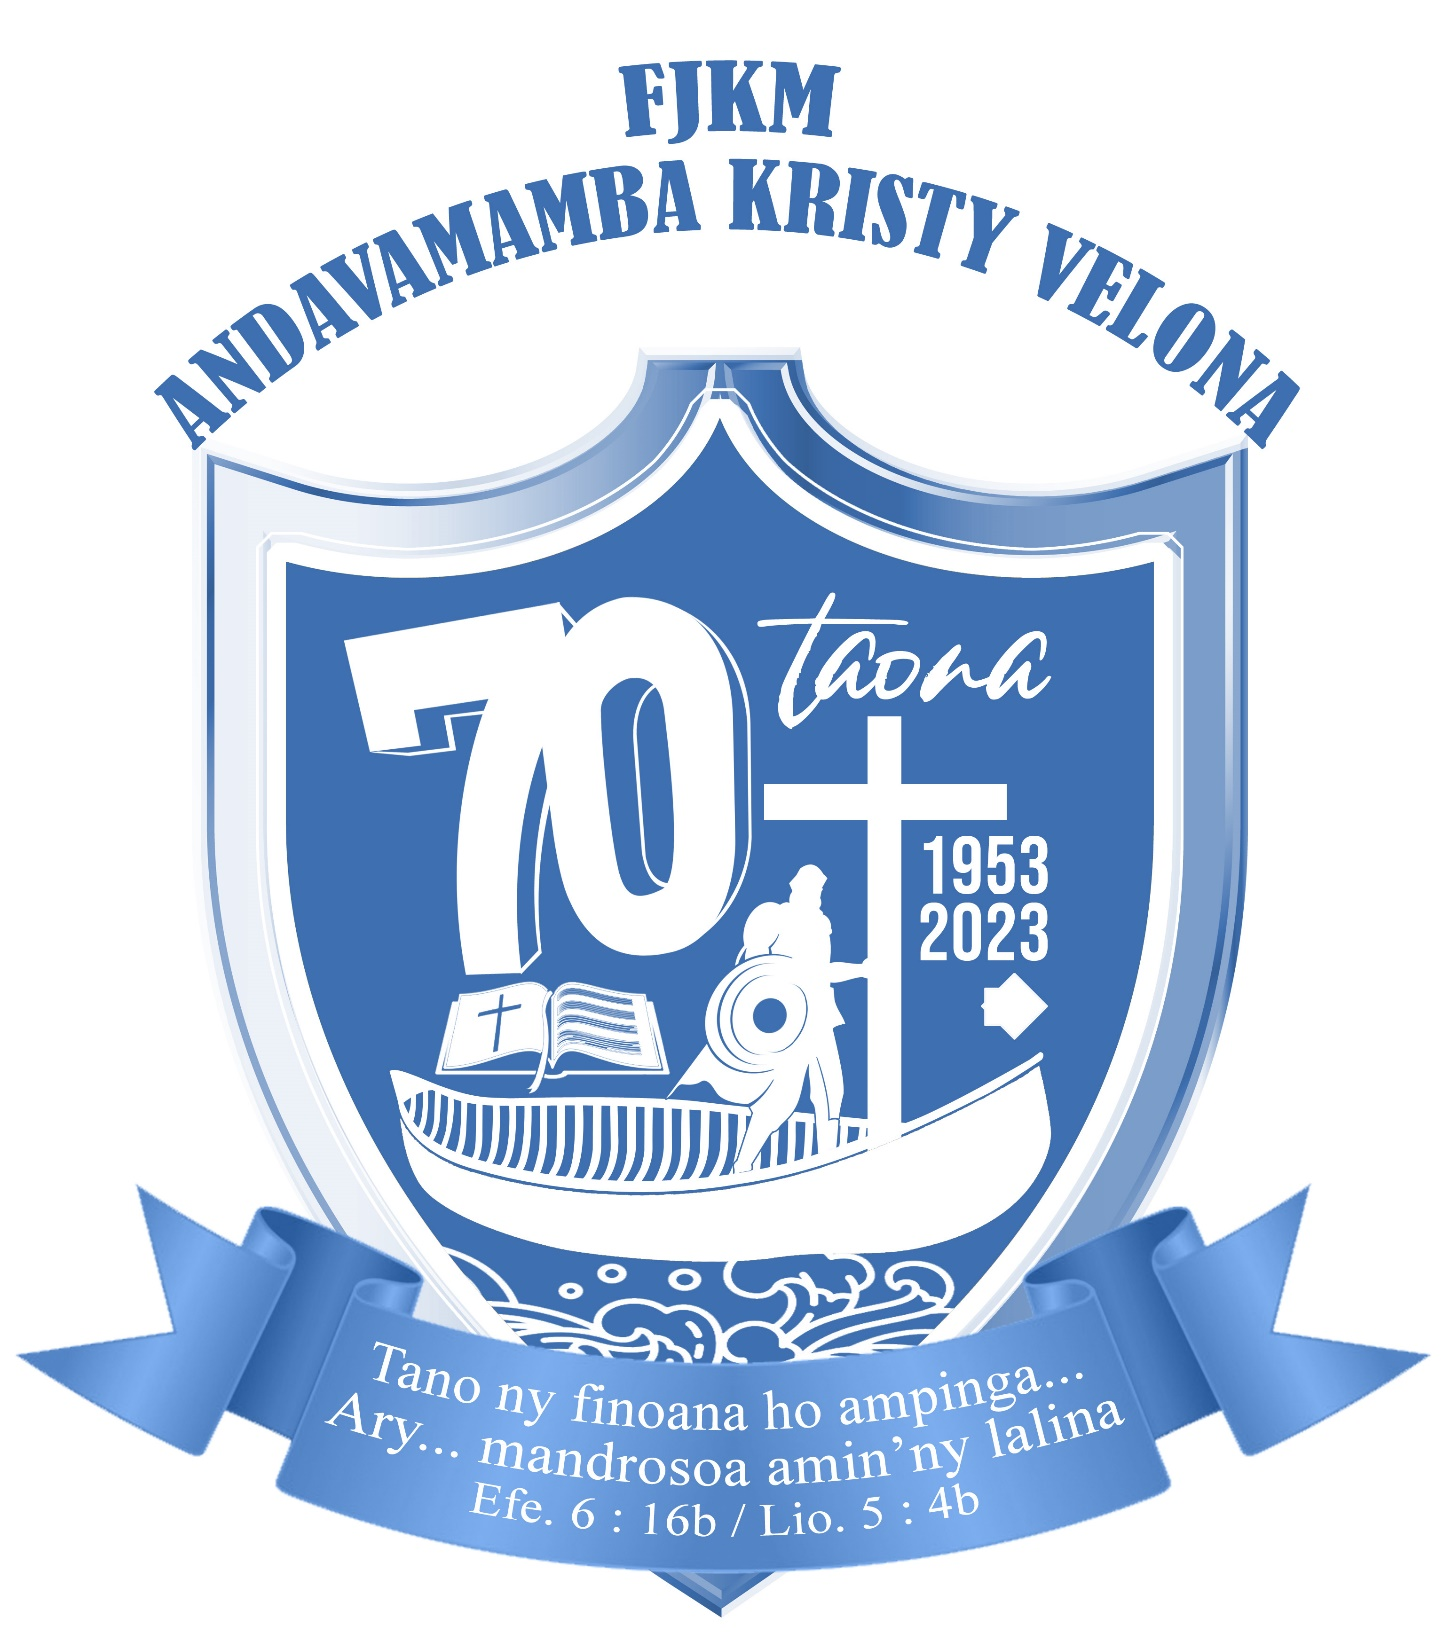 FJKM
ANDAVAMAMBA KRISTY VELONA
70 taona
1953
2023
Tano ny finoana ho ampinga...
Ary... mandrosoa amin’ny lalina
Efe. 6 : 16b / Lio. 5 : 4b